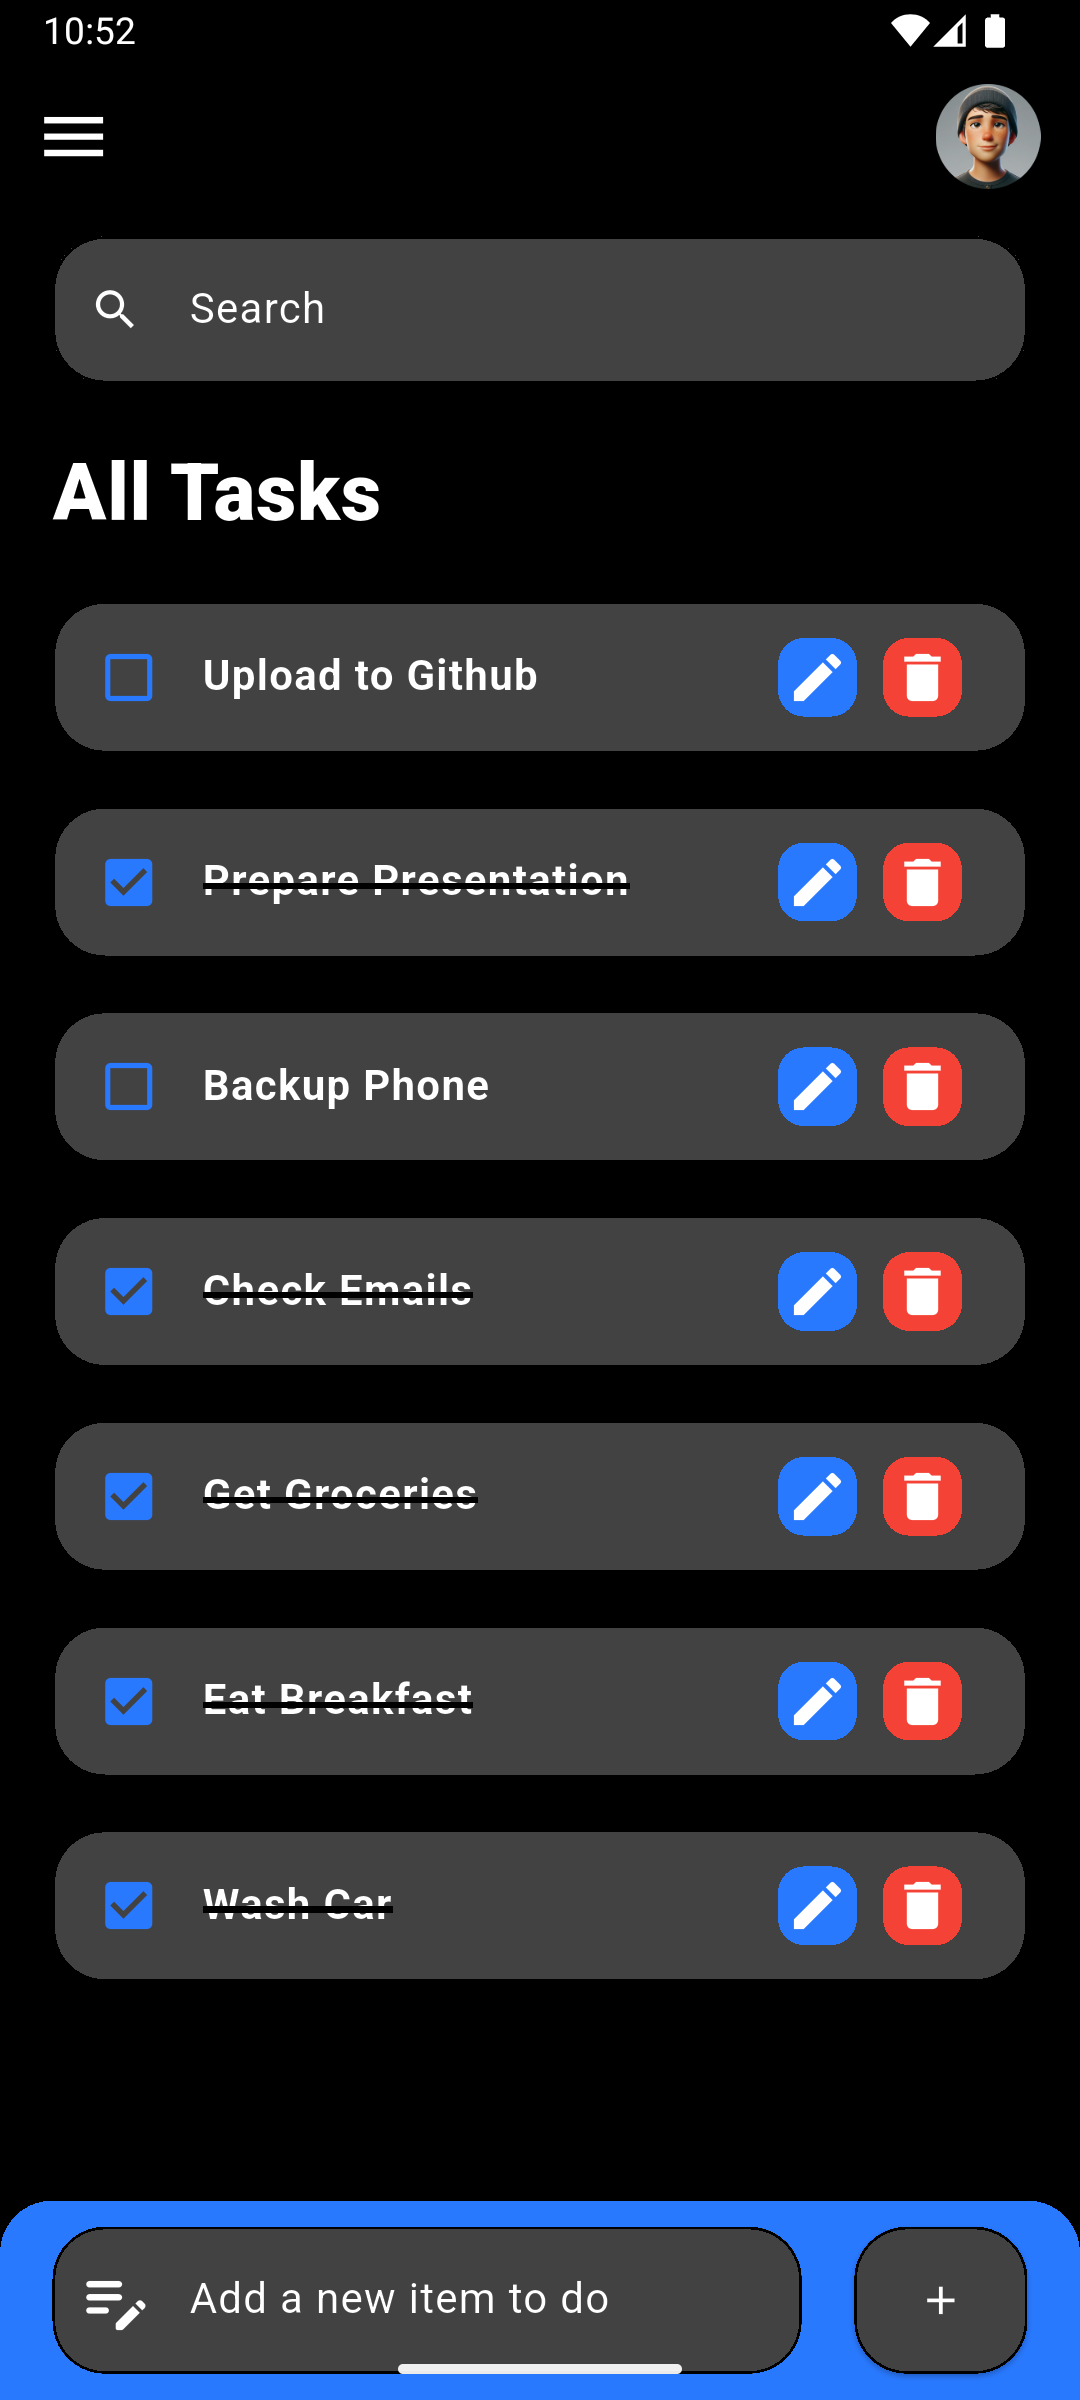 10:52
Search
All Tasks
Upload to Github
Prepare Presentation
Backup Phone
Check Emails
Get Groceries
Eat Breakfast
Wash Car
Add a new item to do
+